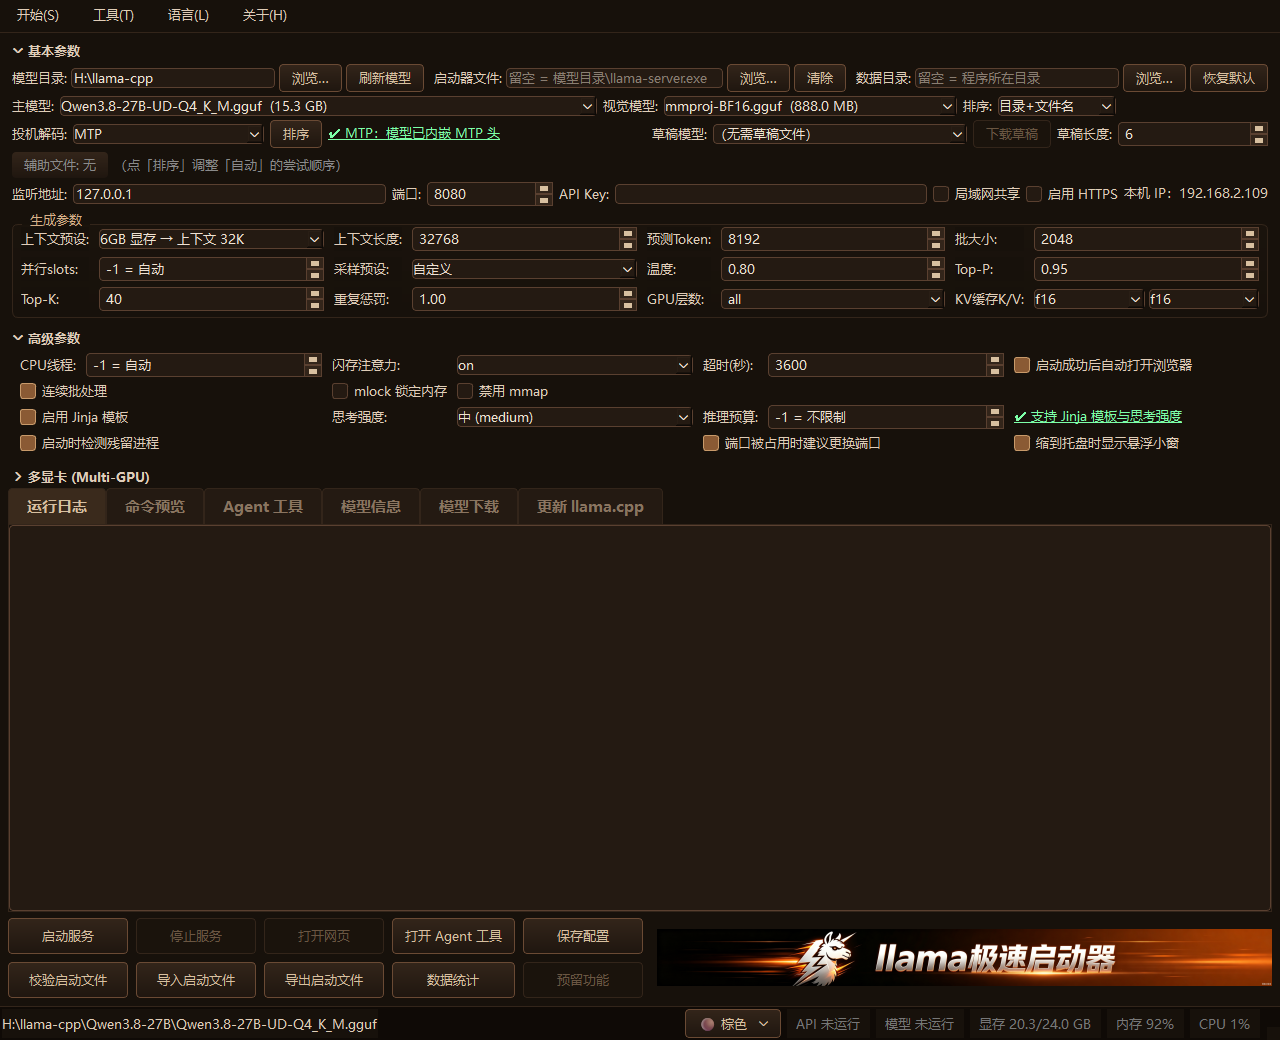 开始(S) 工具(T) 语言(L) 关于(H)
基本参数
模型目录: H:\llama-cpp 浏览... 刷新模型 启动器文件: 留空 = 模型目录\llama-server.exe 浏览... 清除 数据目录: 留空 = 程序所在目录 浏览... 恢复默认
主模型: Qwen3.8-27B-UD-Q4_K_M.gguf (15.3 GB) 视觉模型: mmproj-BF16.gguf (888.0 MB) 排序: 目录+文件名
投机解码: MTP 排序 ✔ MTP: 模型已内嵌 MTP 头 草稿模型: (无需草稿文件) 下载草稿 草稿长度: 6
辅助文件: 无 (点「排序」调整「自动」的尝试顺序)
监听地址: 127.0.0.1 端口: 8080 API Key: 局域网共享 启用 HTTPS 本机 IP: 192.168.2.109
生成参数
上下文预设: 6GB 显存 → 上下文 32K 上下文长度: 32768 预测Token: 8192 批大小: 2048
并行slots: -1 = 自动 采样预设: 自定义 温度: 0.80 Top-P: 0.95
Top-K: 40 重复惩罚: 1.00 GPU层数: all KV缓存K/V: f16 f16
高级参数
CPU线程: -1 = 自动 闪存注意力: on 超时(秒): 3600 启动成功后自动打开浏览器
连续批处理 mlock 锁定内存 禁用 mmap
启用 Jinja 模板 思考强度: 中 (medium) 推理预算: -1 = 不限制 ✔ 支持 Jinja 模板与思考强度
启动时检测残留进程 端口被占用时建议更换端口 缩到托盘时显示悬浮小窗
多显卡 (Multi-GPU)
运行日志 命令预览 Agent 工具 模型信息 模型下载 更新 llama.cpp
启动服务 停止服务 打开网页 打开 Agent 工具 保存配置
llama极速启动器
校验启动文件 导入启动文件 导出启动文件 数据统计 预留功能
H:\llama-cpp\Qwen3.8-27B\Qwen3.8-27B-UD-Q4_K_M.gguf 棕色 API 未运行 模型 未运行 显存 20.3/24.0 GB 内存 92% CPU 1%